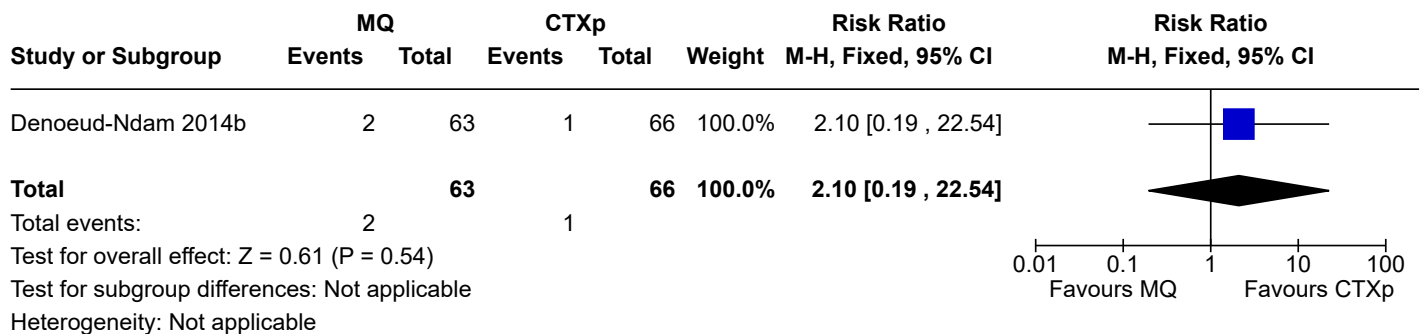 MQ CTXp Risk Ratio Risk Ratio
Study or Subgroup Events Total Events Total Weight M-H, Fixed, 95% CI M-H, Fixed, 95% CI
Denoeud-Ndam 2014b 2 63 1 66 100.0% 2.10 [0.19 , 22.54]
Total 63 66 100.0% 2.10 [0.19 , 22.54]
Total events: 2 1
Test for overall effect: Z = 0.61 (P = 0.54)
Test for subgroup differences: Not applicable
Heterogeneity: Not applicable
0.01 0.1 1 10 100
Favours MQ Favours CTXp